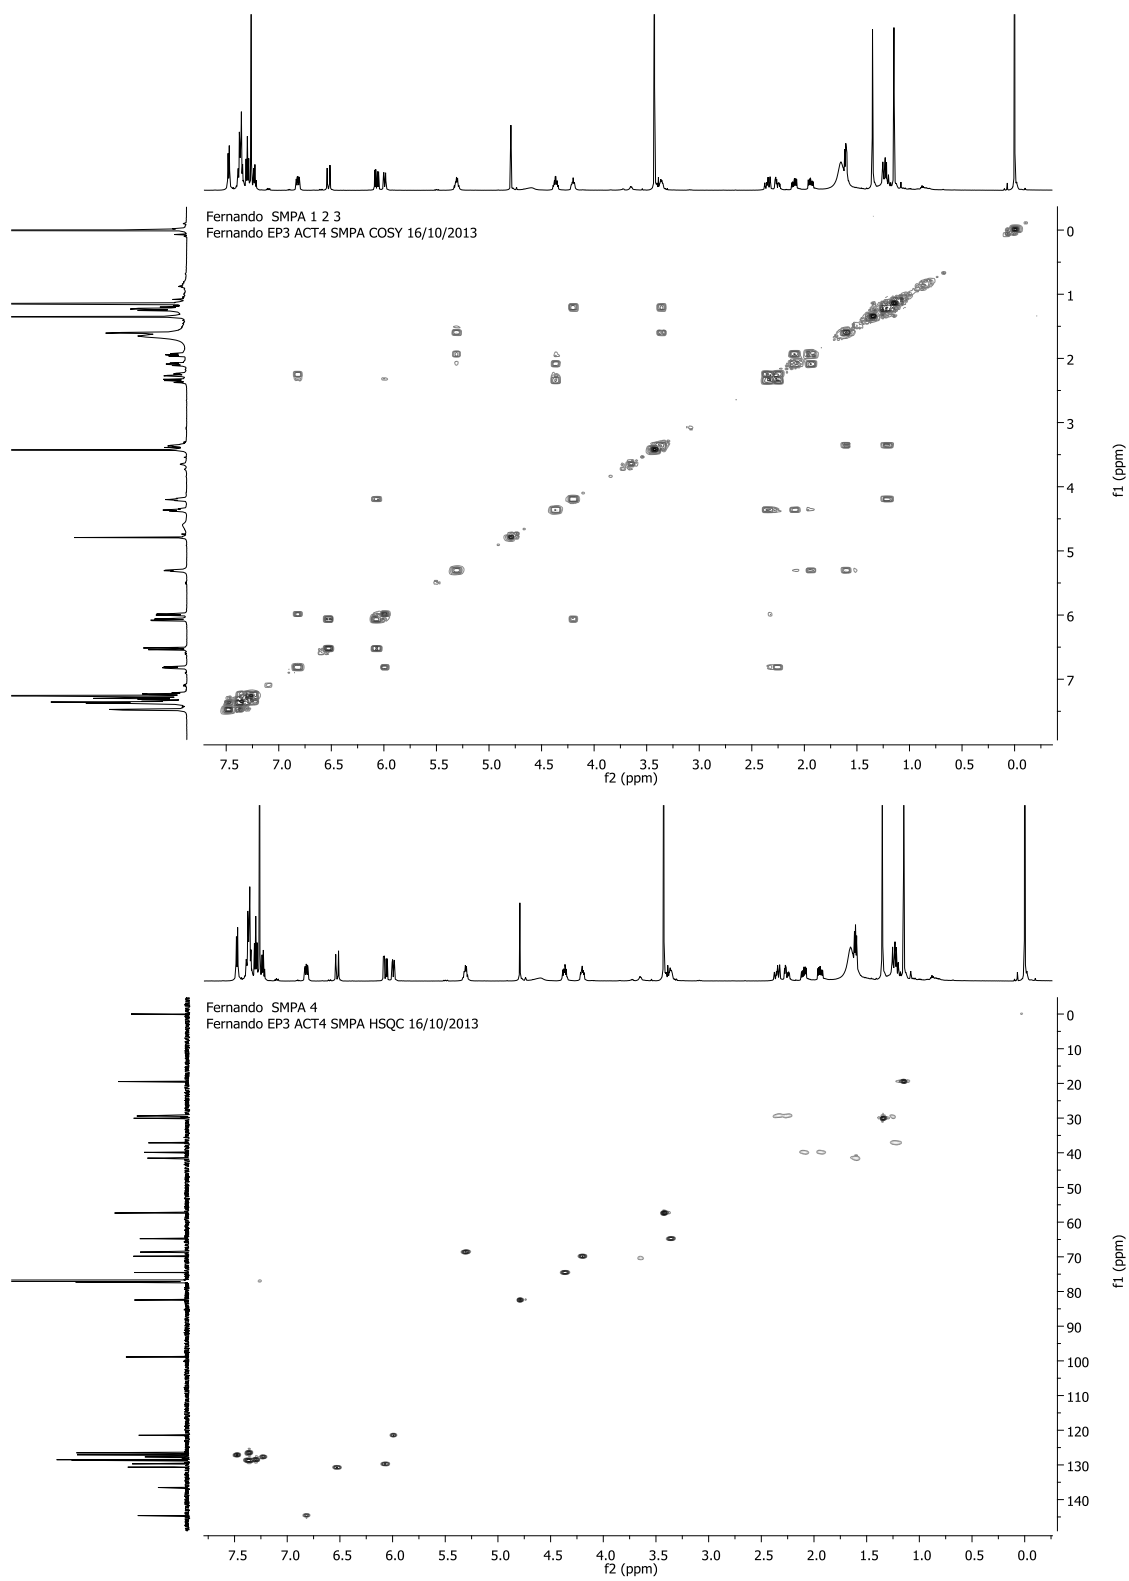 Fernando  SMPA 1 2 3
Fernando EP3 ACT4 SMPA COSY 16/10/2013
0
1
2
3
4
5
6
7
f1 (ppm)
7.5 7.0 6.5 6.0 5.5 5.0 4.5 4.0 3.5 3.0 2.5 2.0 1.5 1.0 0.5 0.0
f2 (ppm)
Fernando  SMPA 4
Fernando EP3 ACT4 SMPA HSQC 16/10/2013
0
10
20
30
40
50
60
70
80
90
100
110
120
130
140
f1 (ppm)
7.5 7.0 6.5 6.0 5.5 5.0 4.5 4.0 3.5 3.0 2.5 2.0 1.5 1.0 0.5 0.0
f2 (ppm)